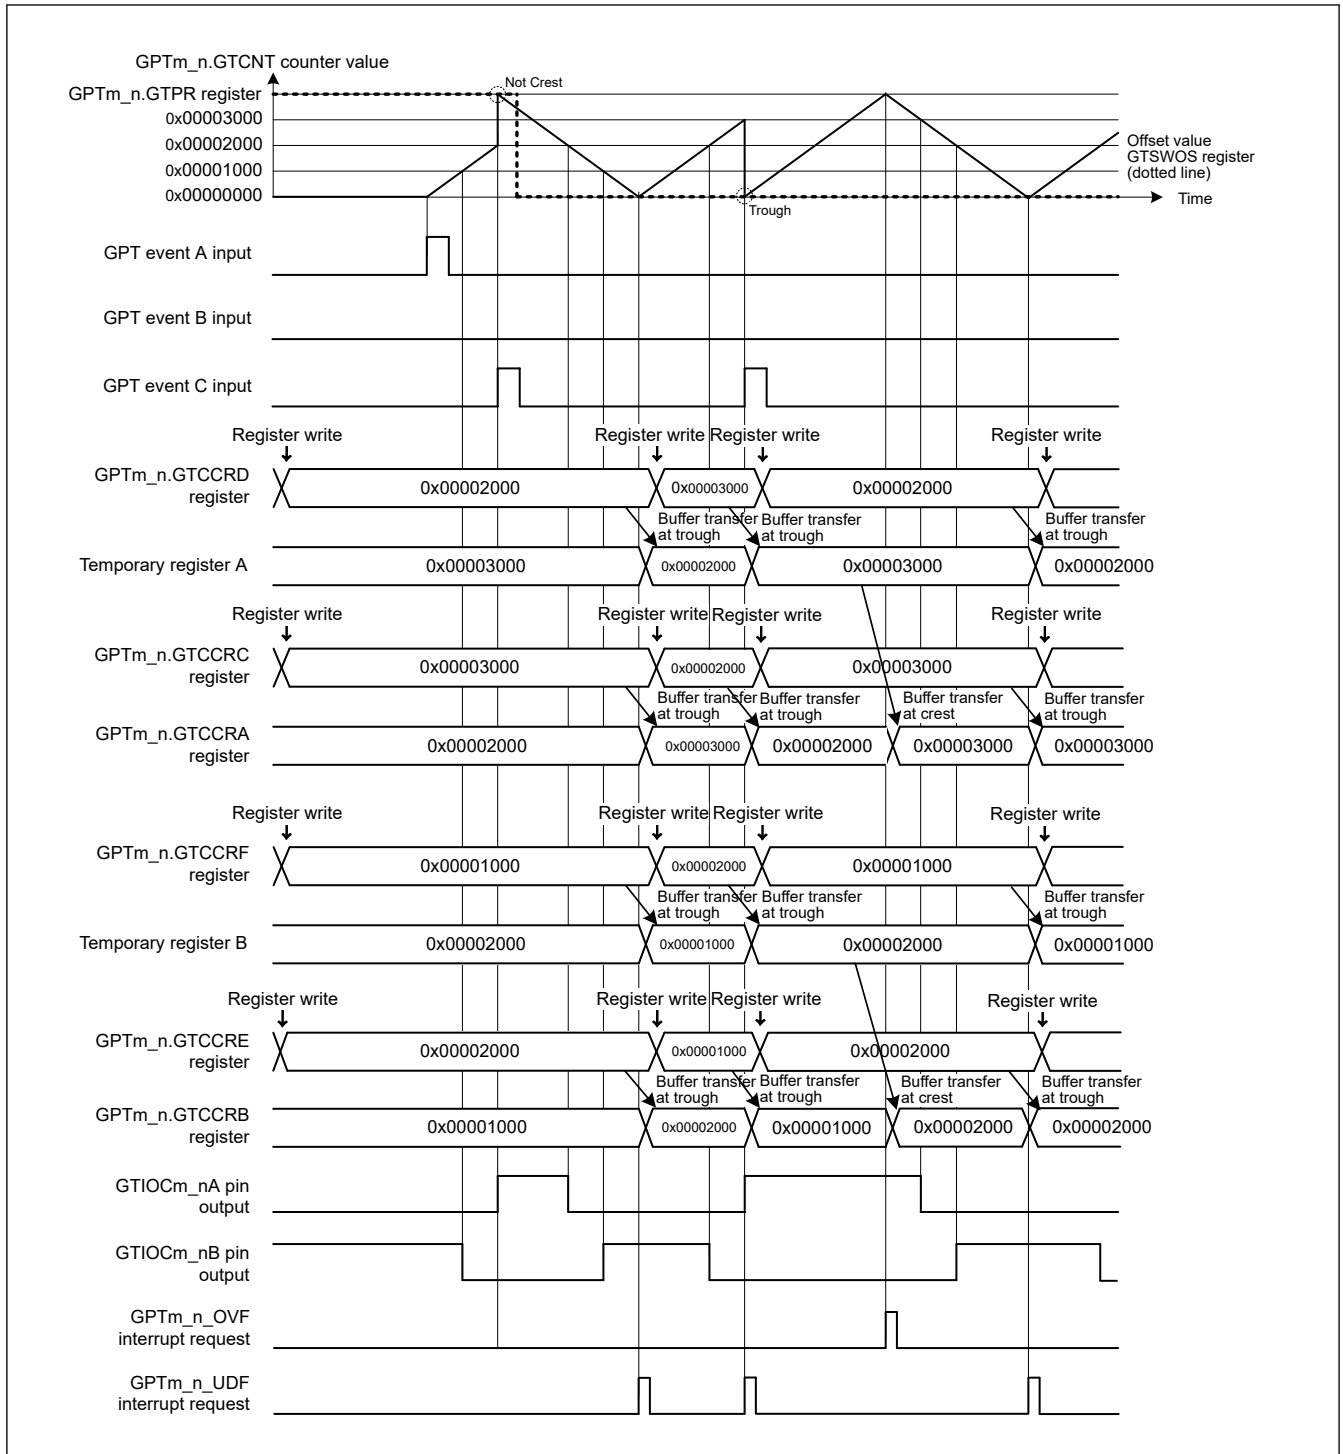 GPTm_n.GTCNT counter value
Not Crest
GPTm_n.GTPR register
0x00003000
0x00002000
0x00001000
0x00000000
Offset value
GTSWOS register
(dotted line)
Time
Trough
GPT event A input
GPT event B input
GPT event C input
Register write Register write Register write Register write
GPTm_n.GTCCRD
register
0x00002000 0x00003000 0x00002000
Buffer transfer Buffer transfer Buffer transfer
at trough at trough at trough
Temporary register A 0x00003000 0x00002000 0x00003000 0x00002000
Register write Register write Register write Register write
GPTm_n.GTCCRC
register
0x00003000 0x00002000 0x00003000
Buffer transfer Buffer transfer Buffer transfer Buffer transfer
at trough at trough at crest at trough
GPTm_n.GTCCRA
register
0x00002000 0x00003000 0x00002000 0x00003000 0x00003000
Register write Register write Register write Register write
GPTm_n.GTCCRF
register
0x00001000 0x00002000 0x00001000
Buffer transfer Buffer transfer Buffer transfer
at trough at trough at trough
Temporary register B 0x00002000 0x00001000 0x00002000 0x00001000
Register write Register write Register write Register write
GPTm_n.GTCCRE
register
0x00002000 0x00001000 0x00002000
Buffer transfer Buffer transfer Buffer transfer Buffer transfer
at trough at trough at crest at trough
GPTm_n.GTCCRB
register
0x00001000 0x00002000 0x00001000 0x00002000 0x00002000
GTIOCm_nA pin
output
GTIOCm_nB pin
output
GPTm_n_OVF
interrupt request
GPTm_n_UDF
interrupt request